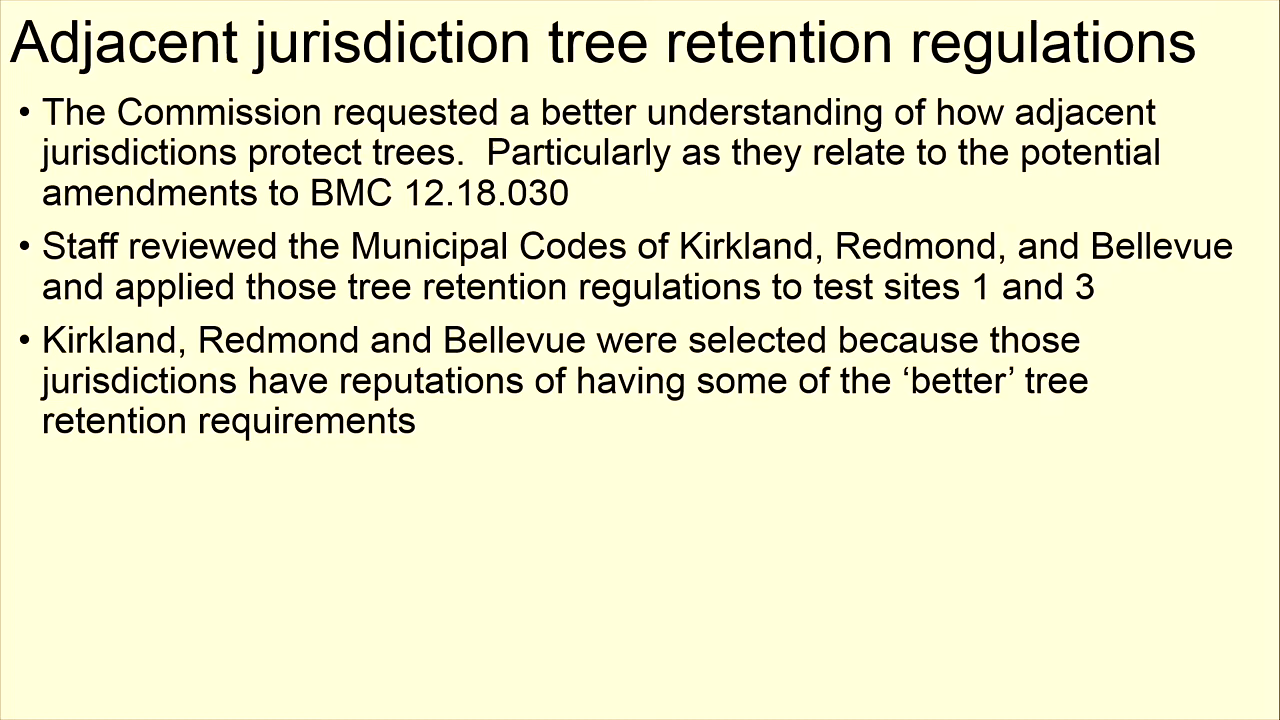 Adjacent jurisdiction tree retention regulations
• The Commission requested a better understanding of how adjacent
jurisdictions protect trees.  Particularly as they relate to the potential
amendments to BMC 12.18.030
• Staff reviewed the Municipal Codes of Kirkland, Redmond, and Bellevue
and applied those tree retention regulations to test sites 1 and 3
• Kirkland, Redmond and Bellevue were selected because those
jurisdictions have reputations of having some of the ‘better’ tree
retention requirements